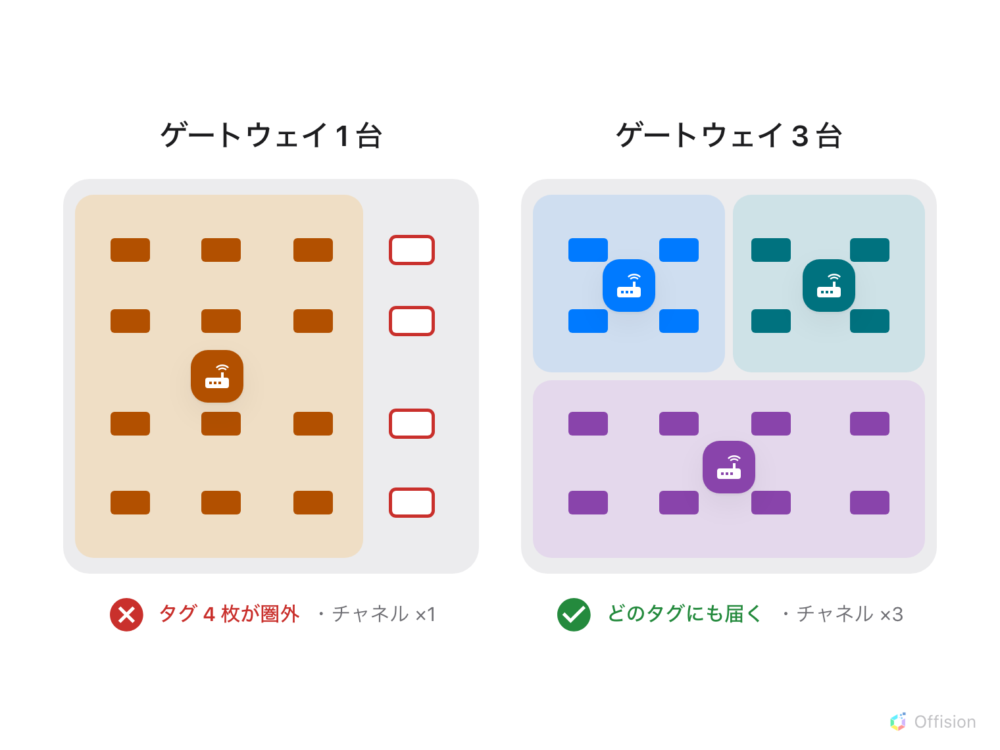 ゲートウェイ 1 台
ゲートウェイ 3 台
タグ 4 枚が圏外 ・チャネル ×1
どのタグにも届く ・チャネル ×3
Offision